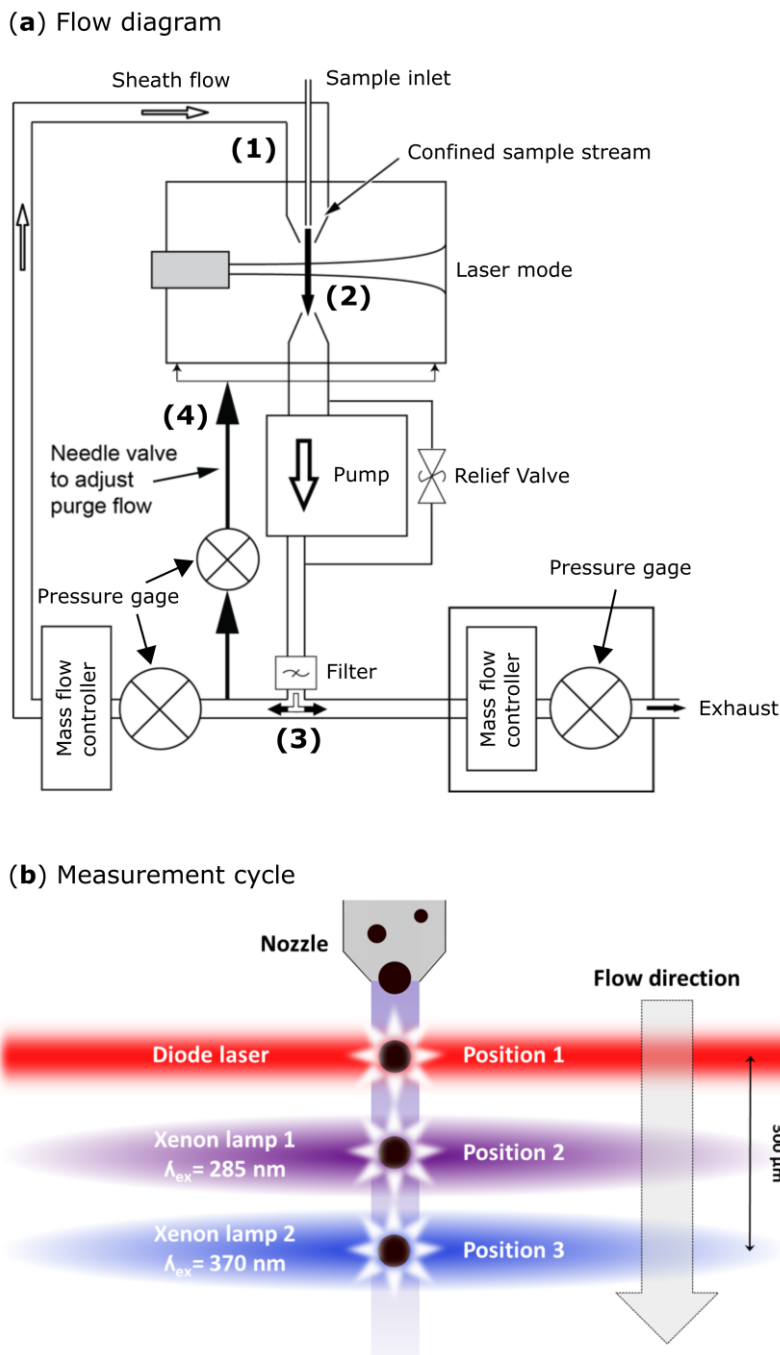 (a) Flow diagram
Sheath flow
Sample inlet
(1)
Confined sample stream
Laser mode
(2)
(4)
Needle valve
to adjust
purge flow
Pump
Relief Valve
Pressure gage
Pressure gage
Mass flow
controller
Filter
Mass flow
controller
Exhaust
(3)
(b) Measurement cycle
Nozzle
Flow direction
Diode laser
Position 1
Xenon lamp 1
λex= 285 nm
Position 2
Xenon lamp 2
λex= 370 nm
Position 3